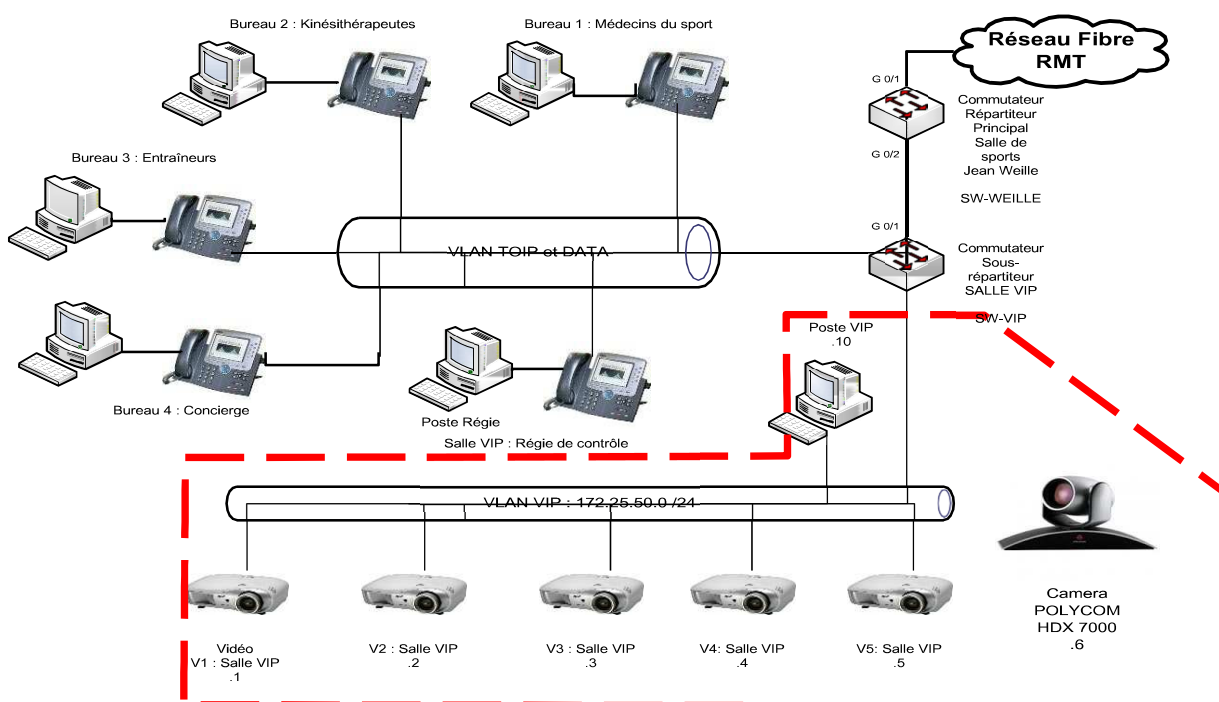 Bureau 2 : Kinésithérapeutes
Bureau 1 : Médecins du sport
Réseau Fibre
RMT
G 0/1
Commutateur
Répartiteur
Principal
Salle de
sports
Jean Weille
SW-WEILLE
G 0/2
Bureau 3 : Entraîneurs
G 0/1
VLAN TOIP et DATA
Commutateur
Sous-
répartiteur
SALLE VIP
SW-VIP
Poste VIP
.10
Bureau 4 : Concierge
Poste Régie
Salle VIP : Régie de contrôle
VLAN VIP : 172.25.50.0 /24
Vidéo
V1 : Salle VIP
.1
V2 : Salle VIP
.2
V3 : Salle VIP
.3
V4: Salle VIP
.4
V5: Salle VIP
.5
Camera
POLYCOM
HDX 7000
.6